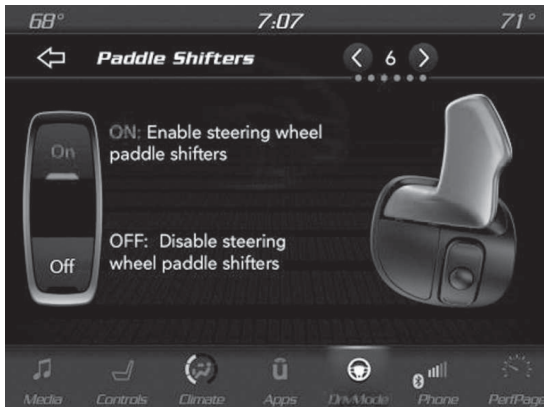 68° 7:07 71°
Paddle Shifters 6
On
ON: Enable steering wheel
paddle shifters
Off
OFF: Disable steering
wheel paddle shifters
Media Controls Climate Apps DrvMode Phone PerfPage